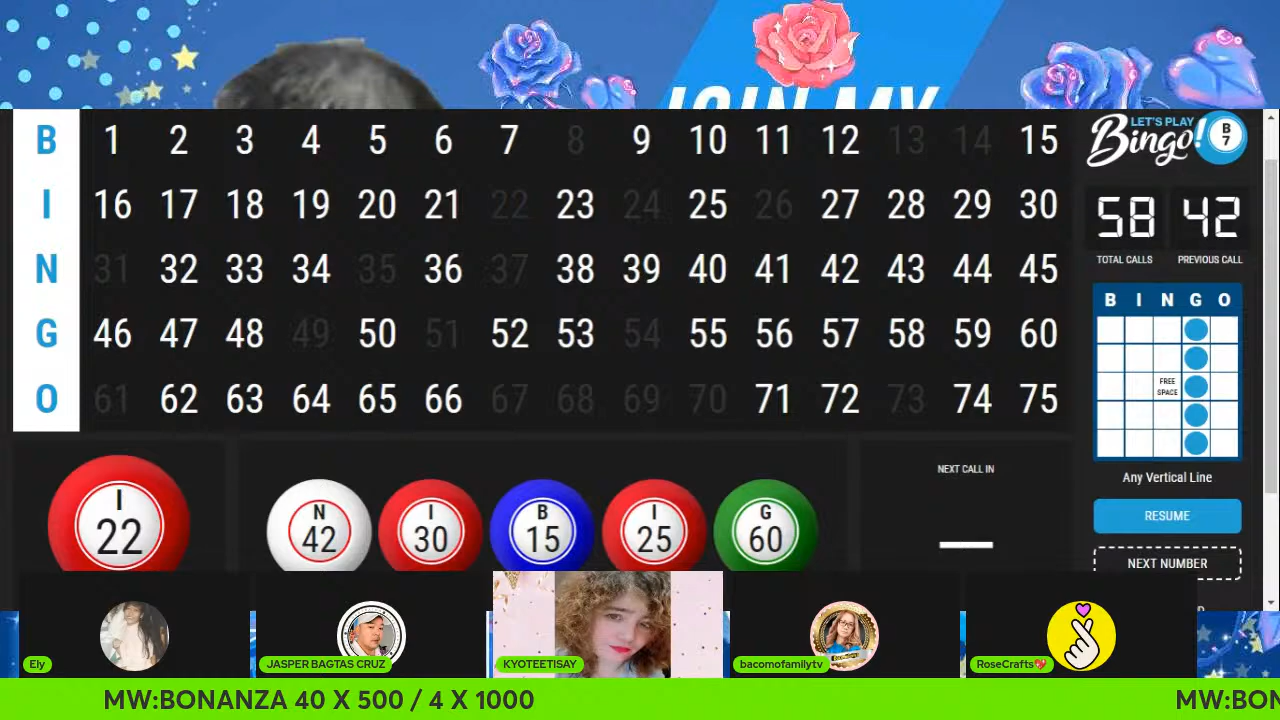 JOIN MY
B 1 2 3 4 5 6 7 8 9 10 11 12 13 14 15
I 16 17 18 19 20 21 22 23 24 25 26 27 28 29 30
N 31 32 33 34 35 36 37 38 39 40 41 42 43 44 45
G 46 47 48 49 50 51 52 53 54 55 56 57 58 59 60
O 61 62 63 64 65 66 67 68 69 70 71 72 73 74 75
LET'S PLAY
Bingo!
B
7
58 42
TOTAL CALLS PREVIOUS CALL
B I N G O
FREE
SPACE
Any Vertical Line
RESUME
NEXT NUMBER
NEXT CALL IN
I
22
N
42
I
30
B
15
I
25
G
60
Ely
JASPER BAGTAS CRUZ
KYOTEETISAY
bacomofamilytv
RoseCrafts💖
MW:BONANZA 40 X 500 / 4 X 1000
MW:BON